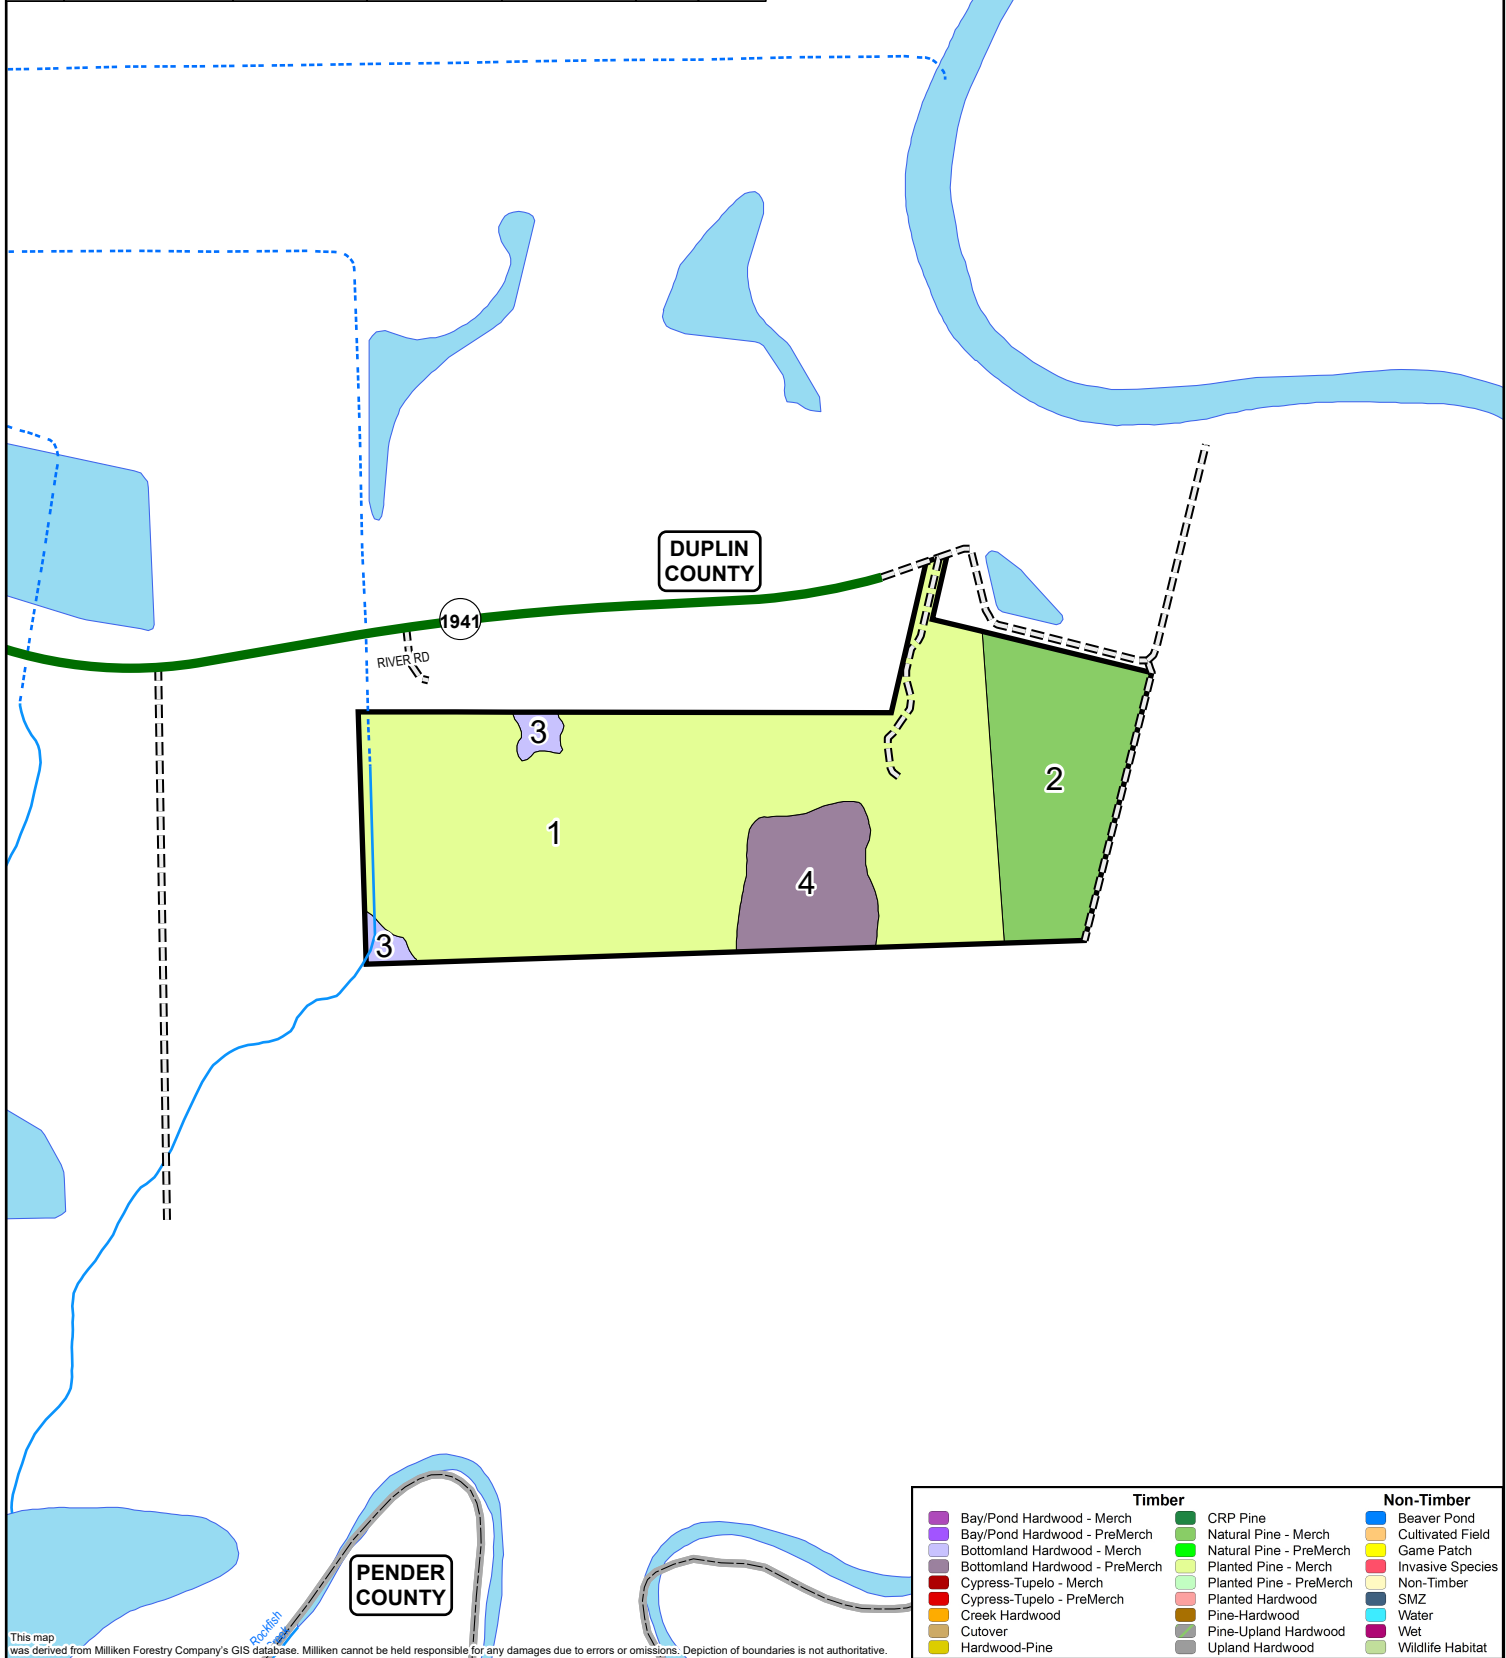 DUPLIN
COUNTY
1941
RIVER RD
3
1
2
4
3
PENDER
COUNTY
Rockfish
Creek
Timber
Non-Timber
Bay/Pond Hardwood - Merch
CRP Pine
Beaver Pond
Bay/Pond Hardwood - PreMerch
Natural Pine - Merch
Cultivated Field
Bottomland Hardwood - Merch
Natural Pine - PreMerch
Game Patch
Bottomland Hardwood - PreMerch
Planted Pine - Merch
Invasive Species
Cypress-Tupelo - Merch
Planted Pine - PreMerch
Non-Timber
Cypress-Tupelo - PreMerch
Planted Hardwood
SMZ
Creek Hardwood
Pine-Hardwood
Water
Cutover
Pine-Upland Hardwood
Wet
Hardwood-Pine
Upland Hardwood
Wildlife Habitat
This map
was derived from Milliken Forestry Company's GIS database. Milliken cannot be held responsible for any damages due to errors or omissions. Depiction of boundaries is not authoritative.